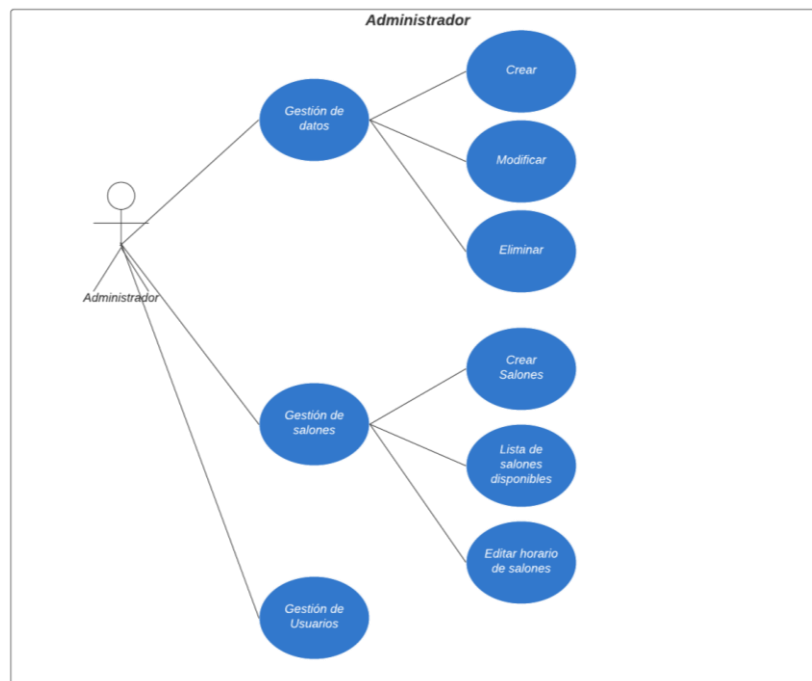 Administrador
Crear
Gestión de
datos
Modificar
Eliminar
Administrador
Crear
Salones
Gestión de
salones
Lista de
salones
disponibles
Editar horario
de salones
Gestión de
Usuarios